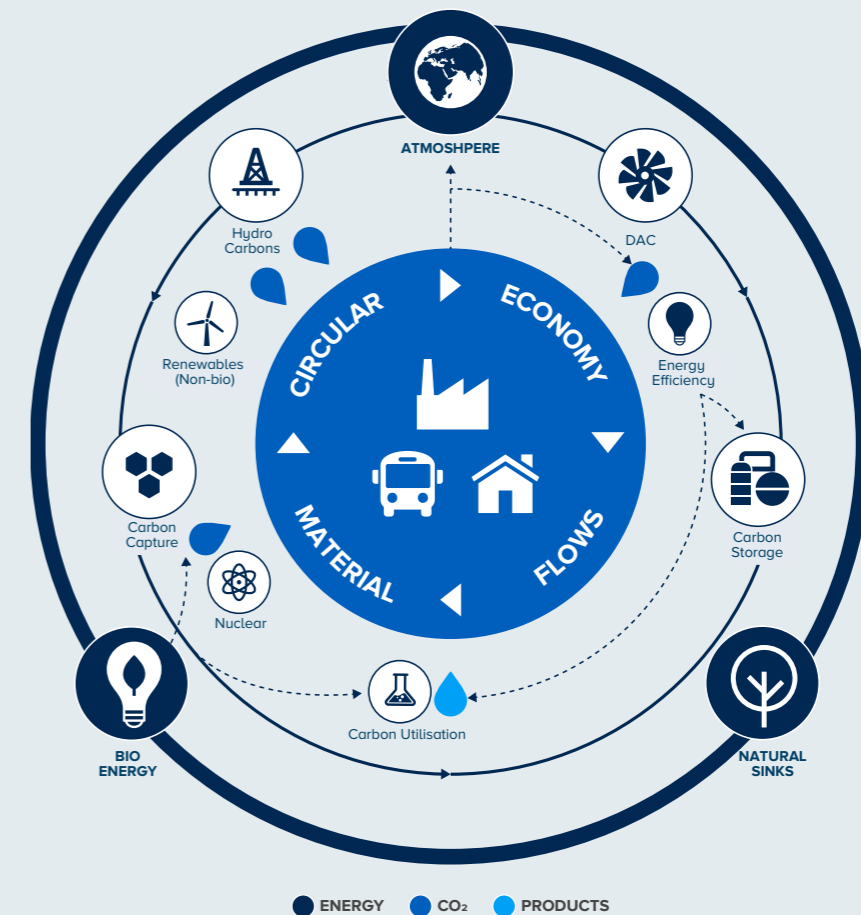 ATMOSHPERE
Hydro
Carbons
DAC
Renewables
(Non-bio)
Energy
Efficiency
CIRCULAR
ECONOMY
MATERIAL
FLOWS
Carbon
Capture
Carbon
Storage
Nuclear
Carbon Utilisation
BIO
ENERGY
NATURAL
SINKS
ENERGY CO₂ PRODUCTS